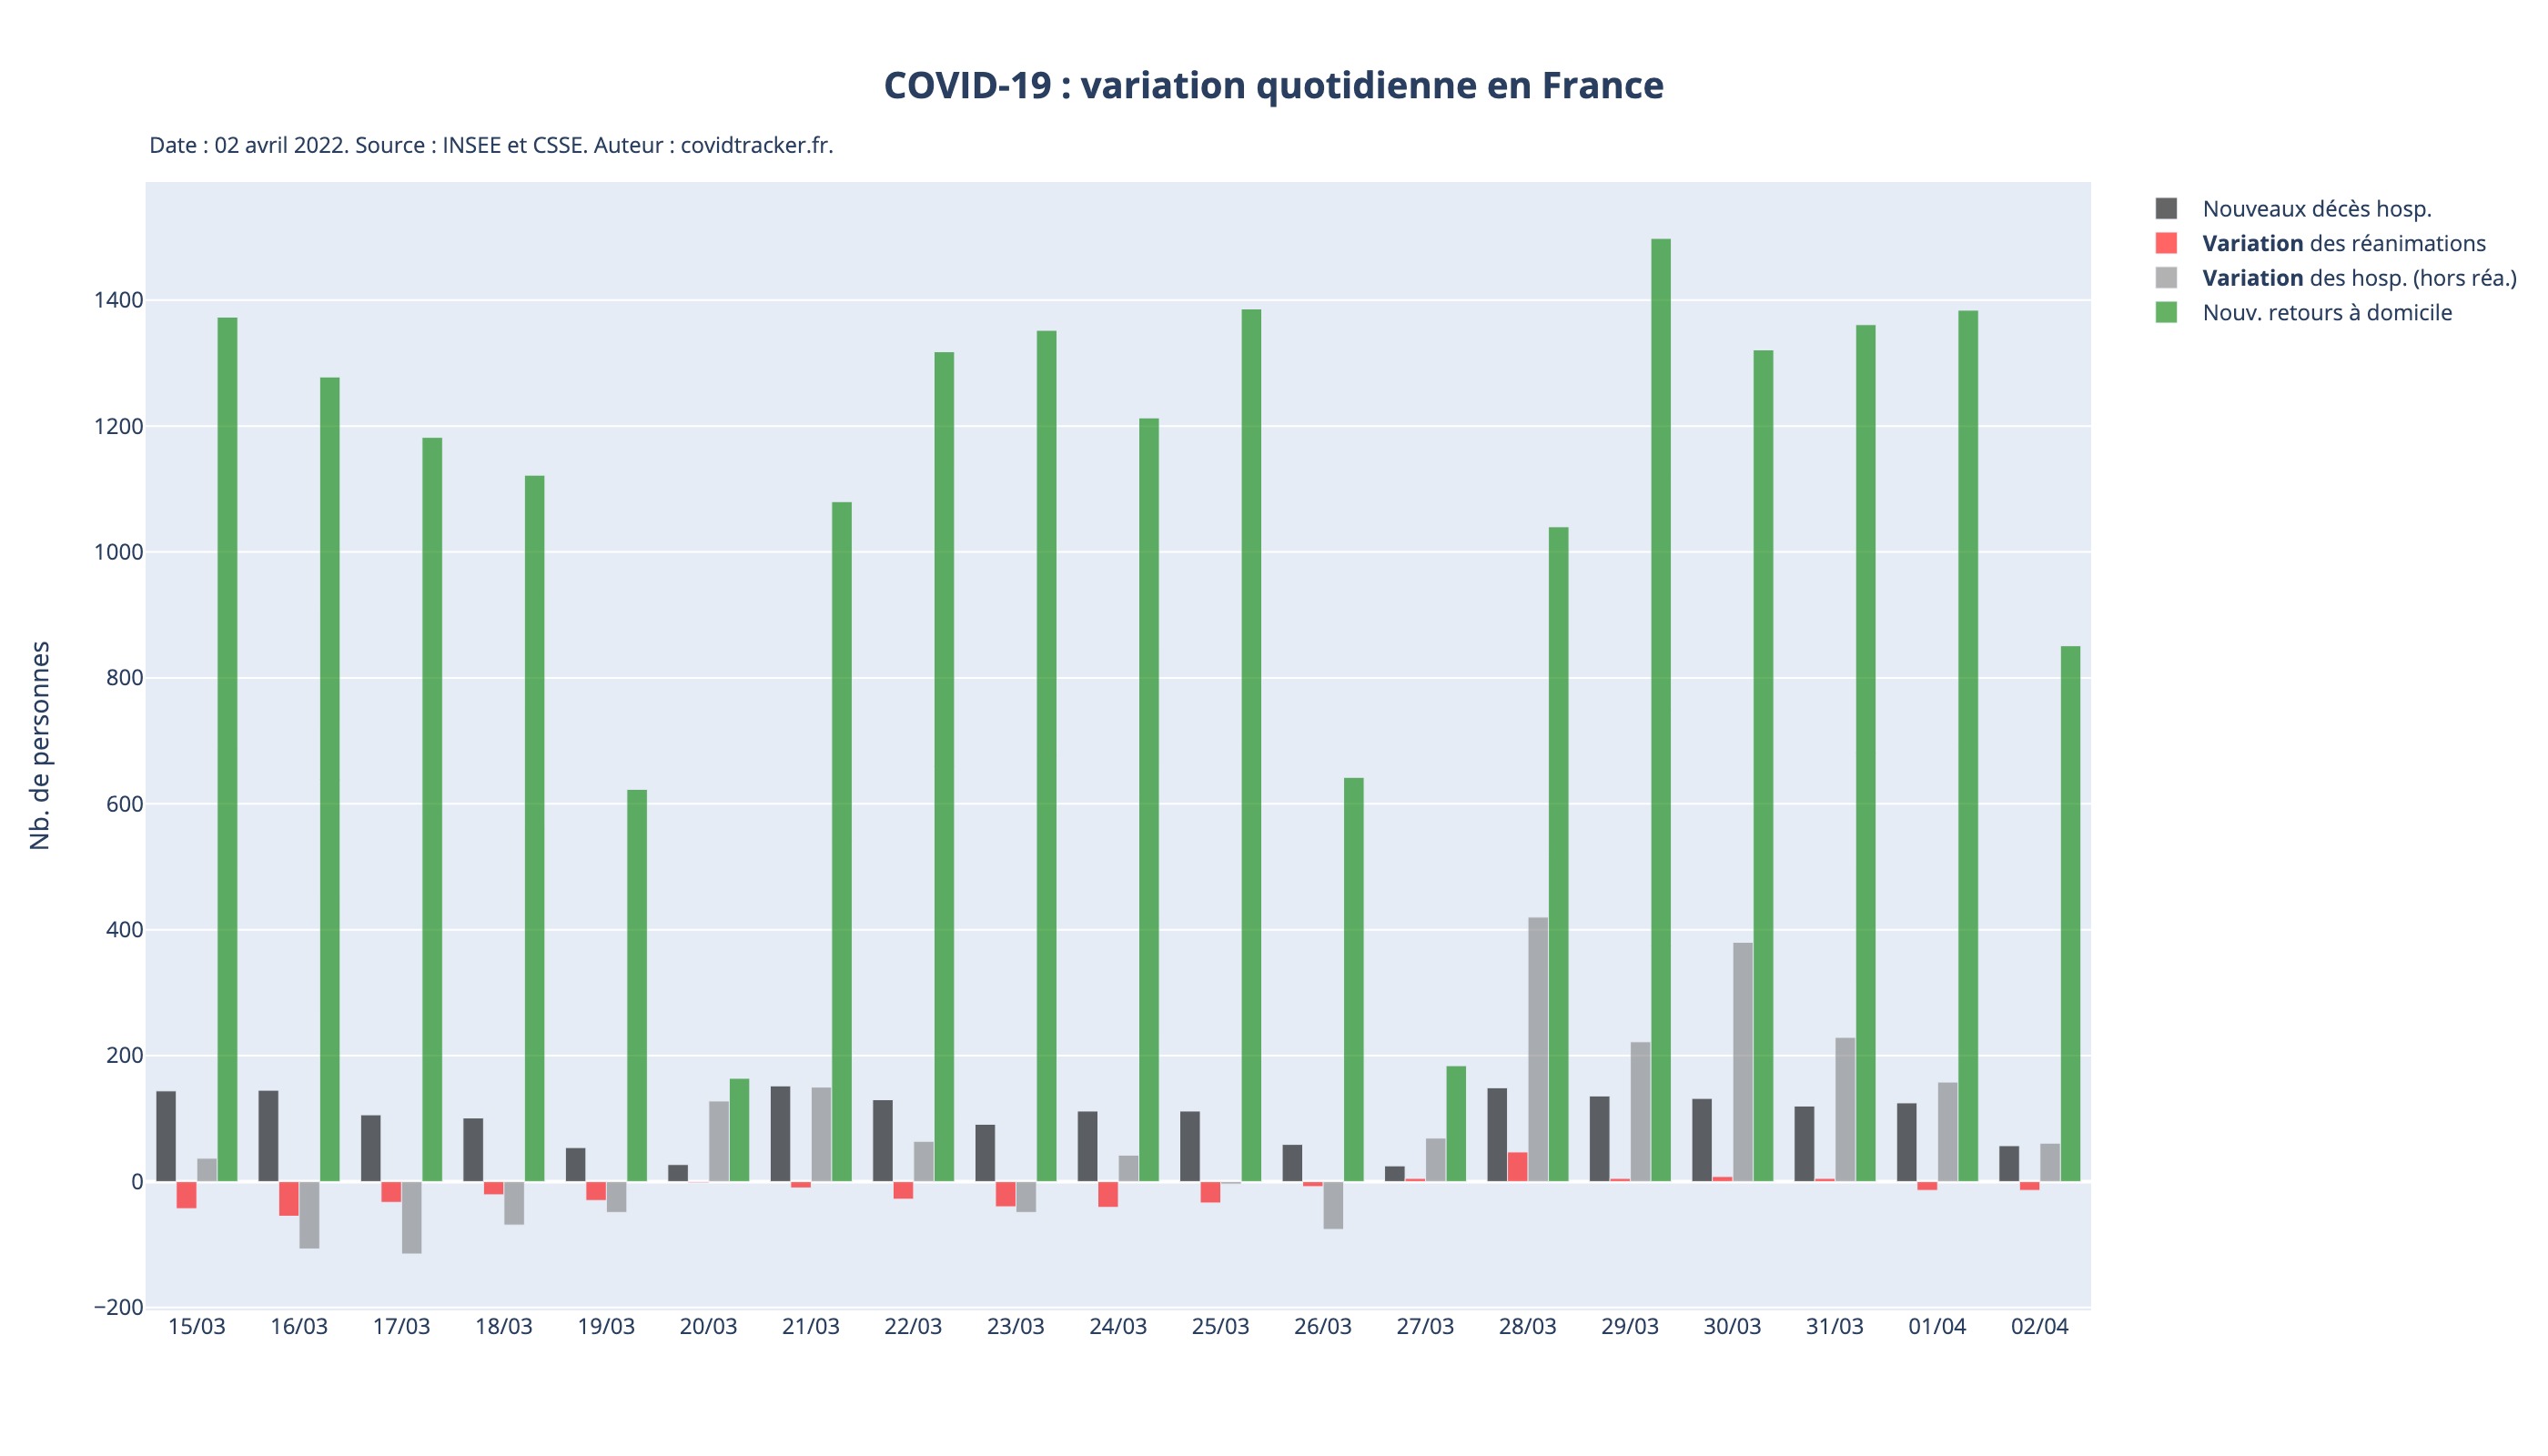 COVID-19 : variation quotidienne en France
Date : 02 avril 2022. Source : INSEE et CSSE. Auteur : covidtracker.fr.
Nouveaux décès hosp.
Variation des réanimations
Variation des hosp. (hors réa.)
Nouv. retours à domicile
Nb. de personnes
1400
1200
1000
800
600
400
200
0
−200
15/03 16/03 17/03 18/03 19/03 20/03 21/03 22/03 23/03 24/03 25/03 26/03 27/03 28/03 29/03 30/03 31/03 01/04 02/04